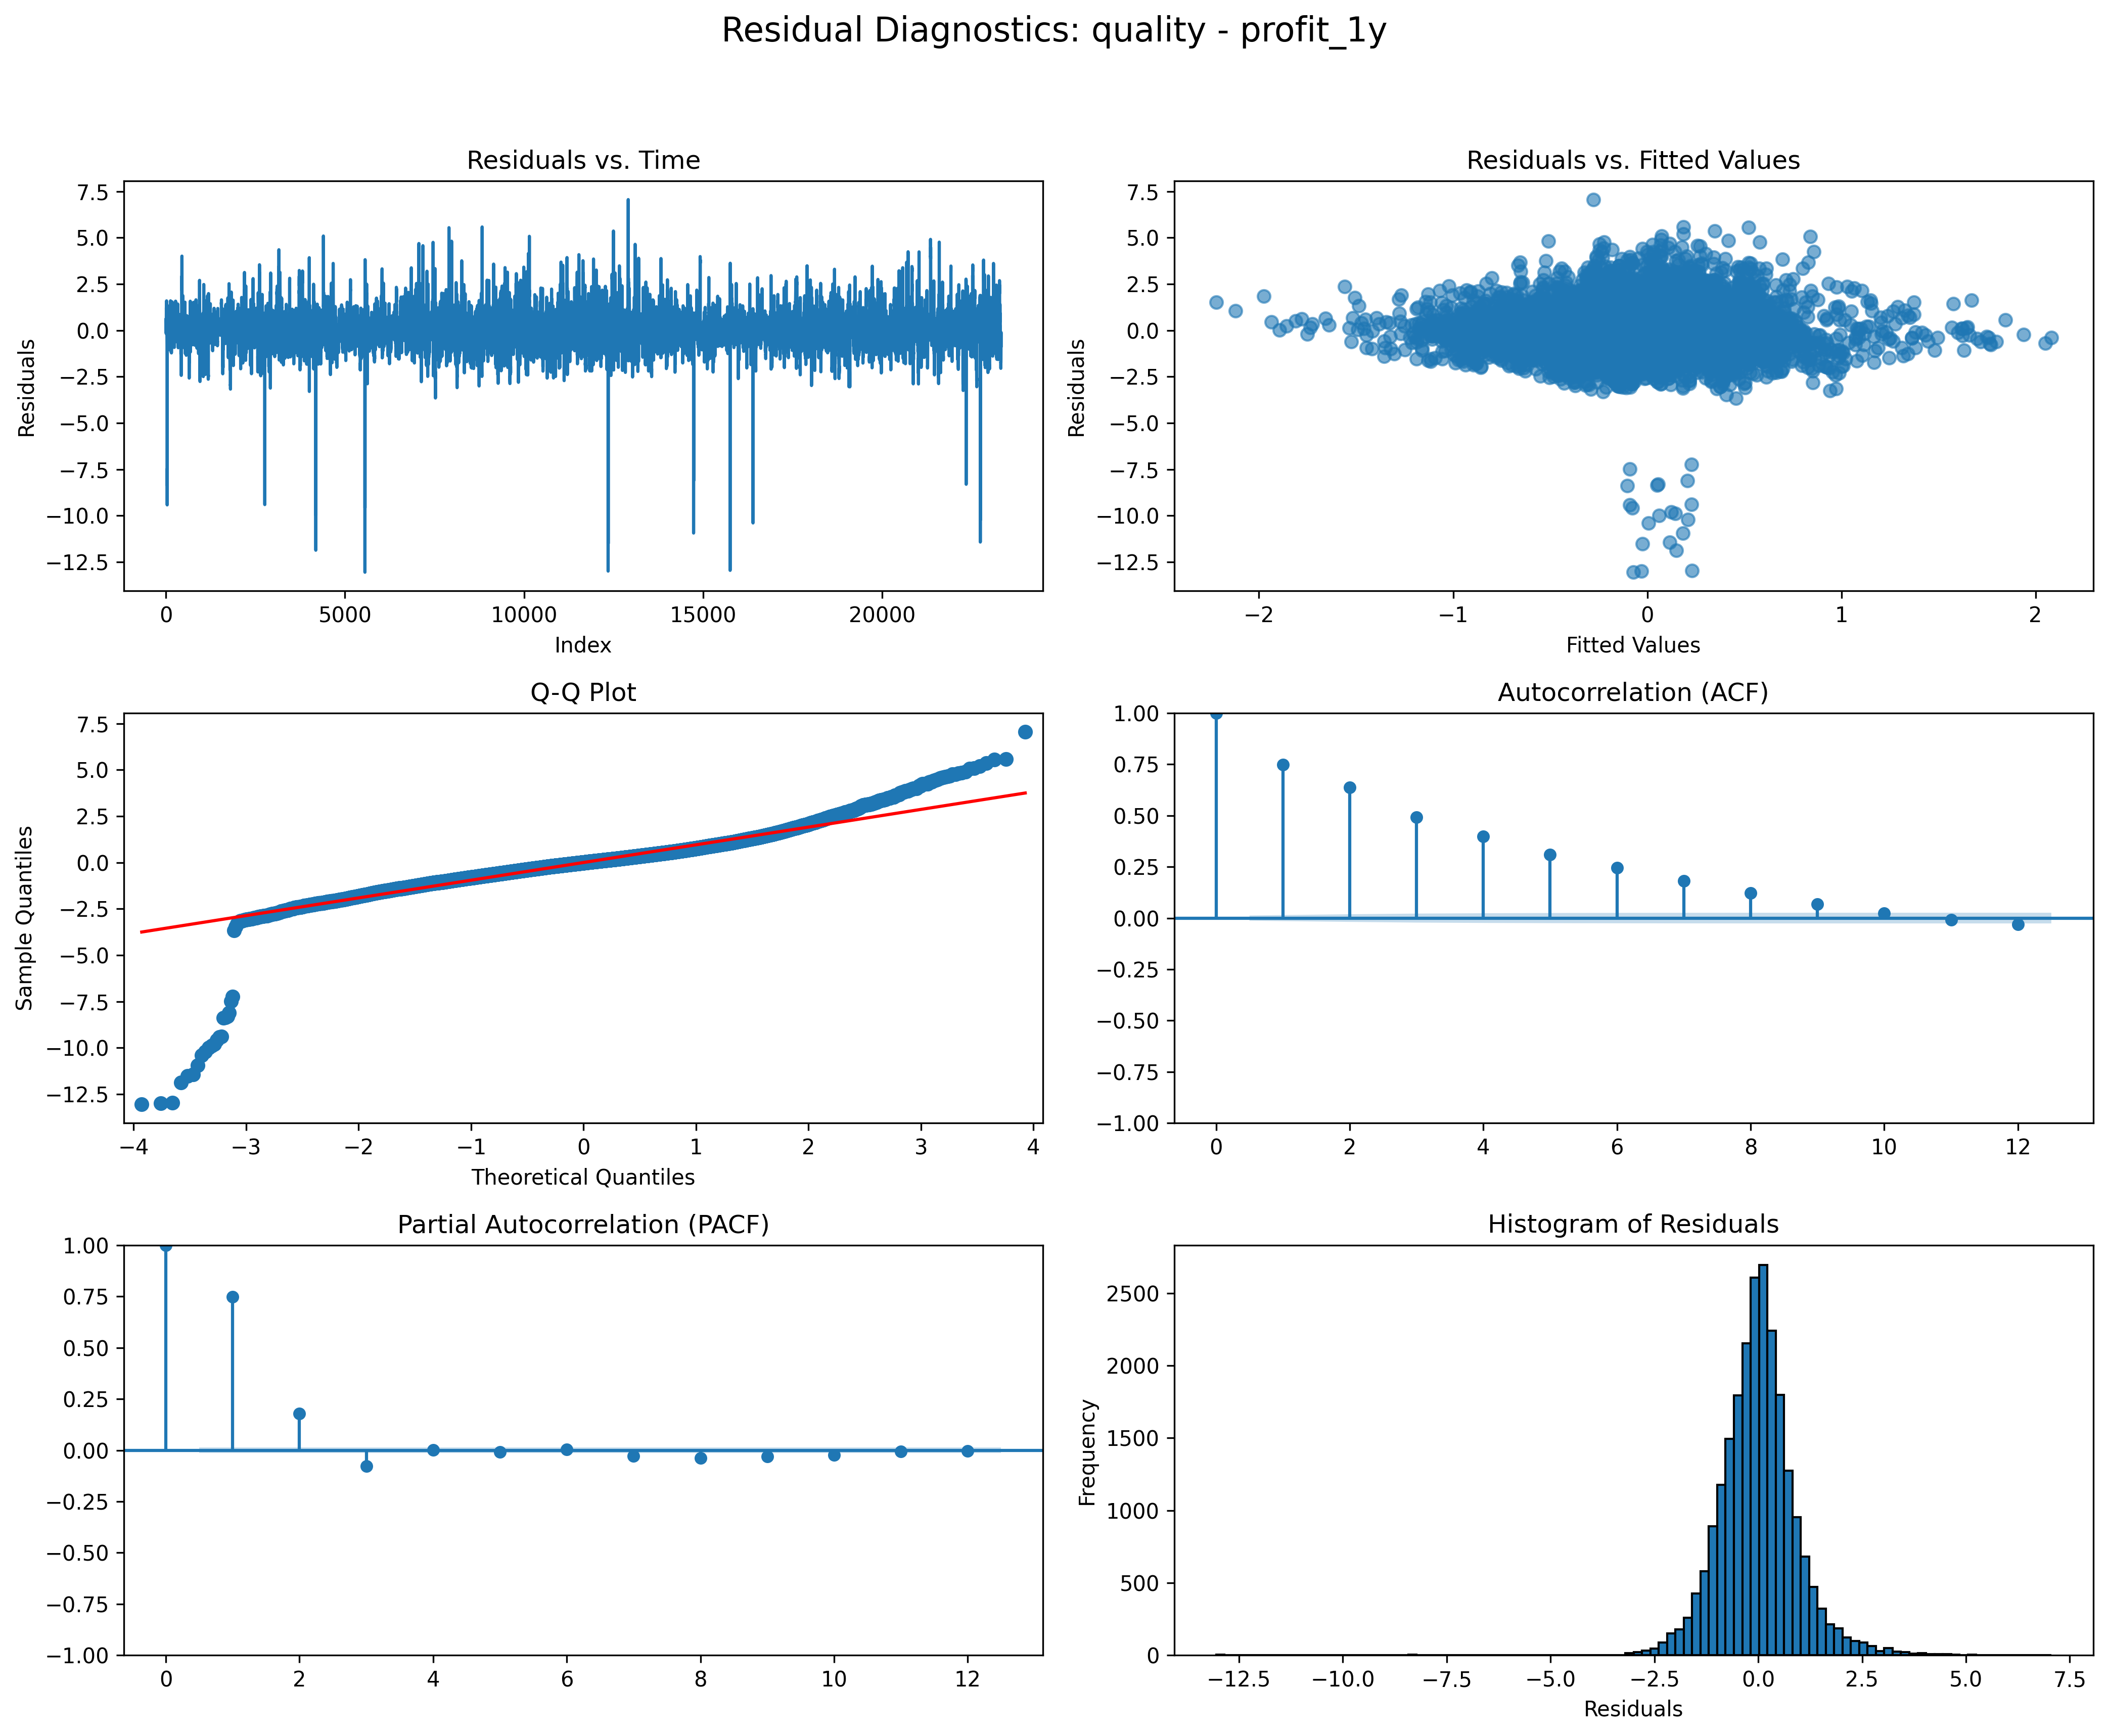 Residual Diagnostics: quality - profit_1y
Residuals vs. Time
7.5
5.0
2.5
0.0
−2.5
−5.0
−7.5
−10.0
−12.5
Residuals
0 5000 10000 15000 20000
Index
Residuals vs. Fitted Values
7.5
5.0
2.5
0.0
−2.5
−5.0
−7.5
−10.0
−12.5
Residuals
−2 −1 0 1 2
Fitted Values
Q-Q Plot
7.5
5.0
2.5
0.0
−2.5
−5.0
−7.5
−10.0
−12.5
Sample Quantiles
−4 −3 −2 −1 0 1 2 3 4
Theoretical Quantiles
Autocorrelation (ACF)
1.00
0.75
0.50
0.25
0.00
−0.25
−0.50
−0.75
−1.00
0 2 4 6 8 10 12
Partial Autocorrelation (PACF)
1.00
0.75
0.50
0.25
0.00
−0.25
−0.50
−0.75
−1.00
0 2 4 6 8 10 12
Histogram of Residuals
2500
2000
1500
1000
500
0
Frequency
−12.5 −10.0 −7.5 −5.0 −2.5 0.0 2.5 5.0 7.5
Residuals